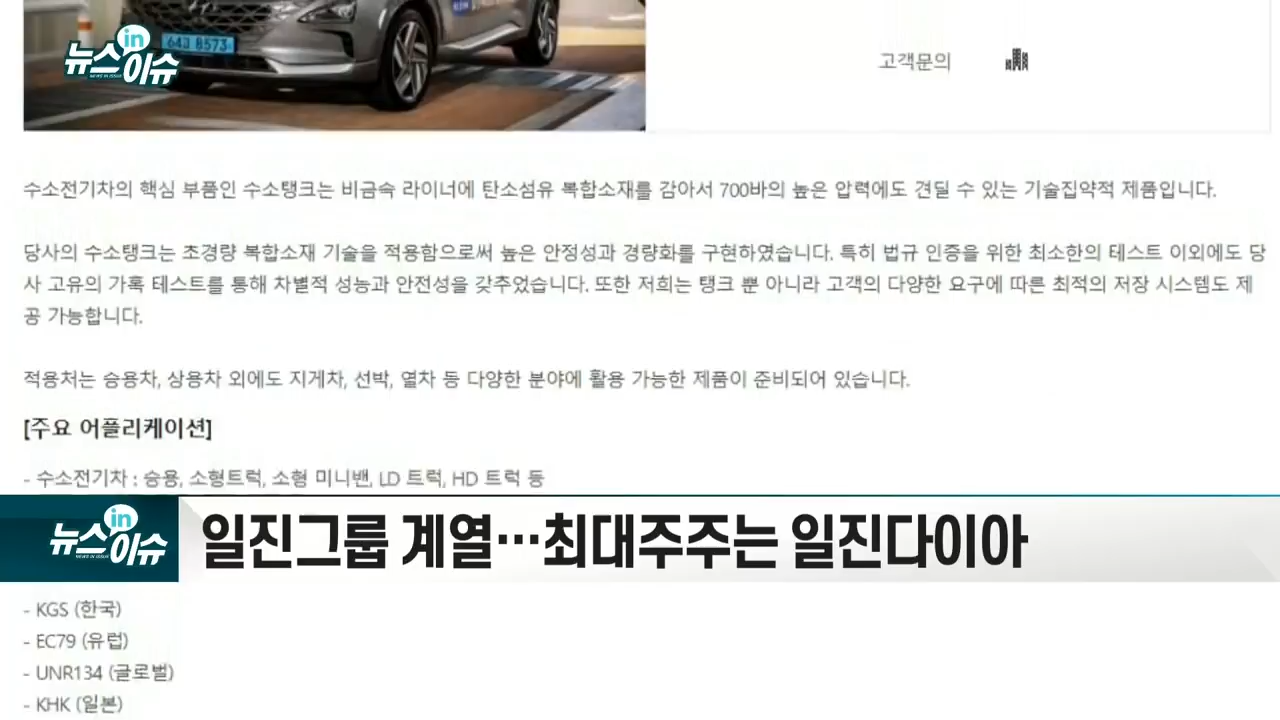 뉴스 in 이슈
NEWS IN ISSUE
64고 8573
고객문의
수소전기차의 핵심 부품인 수소탱크는 비금속 라이너에 탄소섬유 복합소재를 감아서 700바의 높은 압력에도 견딜 수 있는 기술집약적 제품입니다.
당사의 수소탱크는 초경량 복합소재 기술을 적용함으로써 높은 안정성과 경량화를 구현하였습니다. 특히 법규 인증을 위한 최소한의 테스트 이외에도 당
사 고유의 가혹 테스트를 통해 차별적 성능과 안전성을 갖추었습니다. 또한 저희는 탱크 뿐 아니라 고객의 다양한 요구에 따른 최적의 저장 시스템도 제
공 가능합니다.
적용처는 승용차, 상용차 외에도 지게차, 선박, 열차 등 다양한 분야에 활용 가능한 제품이 준비되어 있습니다.
[주요 어플리케이션]
- 수소전기차 : 승용, 소형트럭, 소형 미니밴, LD 트럭, HD 트럭 등
뉴스 in 이슈
NEWS IN ISSUE
일진그룹 계열…최대주주는 일진다이아
- KGS (한국)
- EC79 (유럽)
- UNR134 (글로벌)
- KHK (일본)